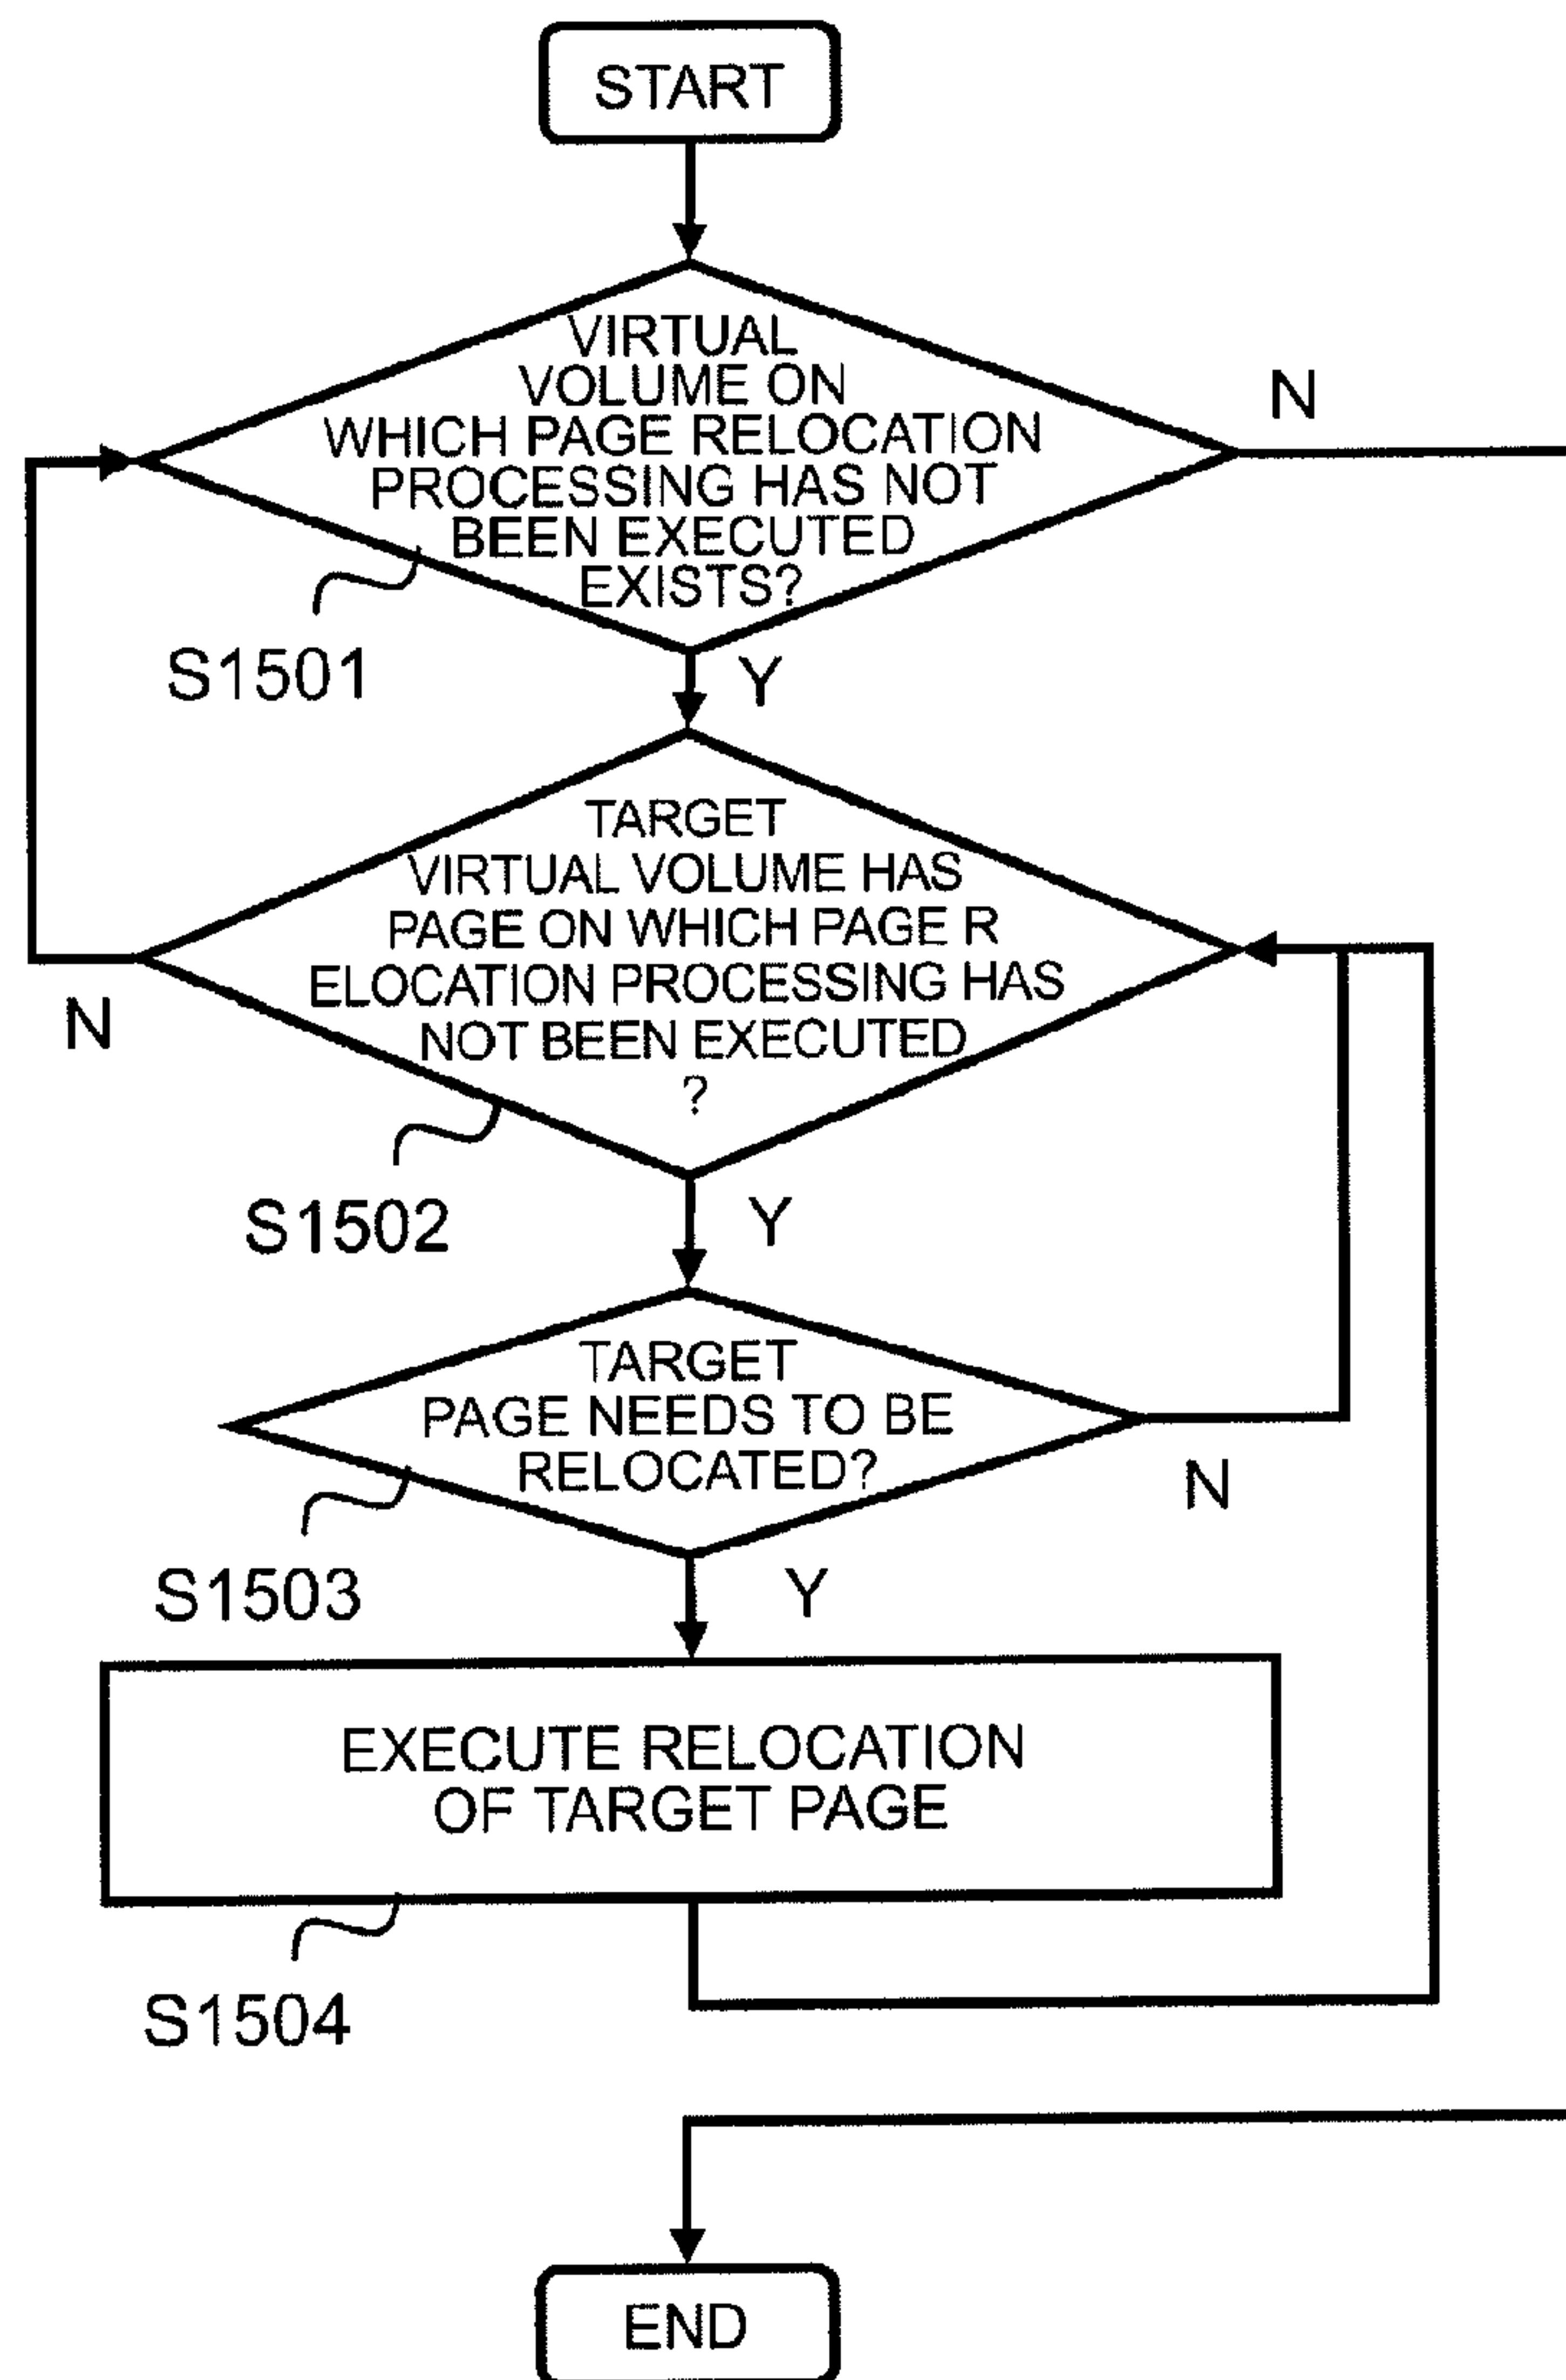 START
VIRTUAL
VOLUME ON
WHICH PAGE RELOCATION
PROCESSING HAS NOT
BEEN EXECUTED
EXISTS?
N
S1501
Y
TARGET
VIRTUAL VOLUME HAS
PAGE ON WHICH PAGE R
ELOCATION PROCESSING HAS
NOT BEEN EXECUTED
?
N
S1502
Y
TARGET
PAGE NEEDS TO BE
RELOCATED?
N
S1503
Y
EXECUTE RELOCATION
OF TARGET PAGE
S1504
END